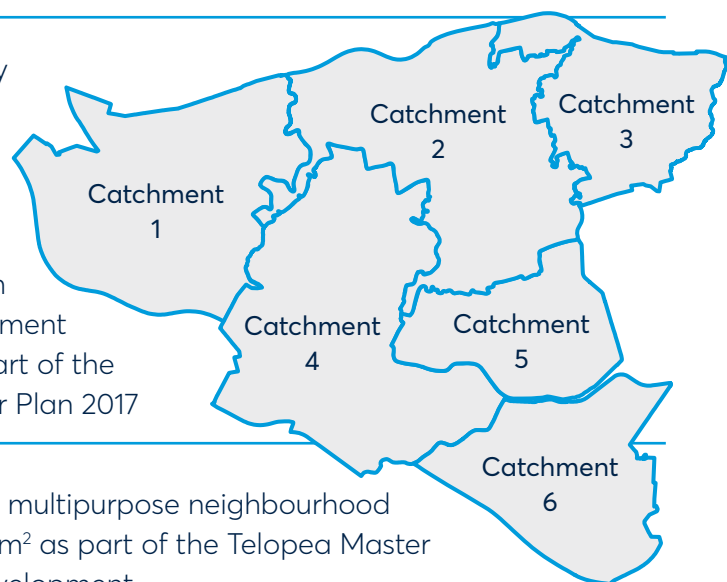 y
Catchment
2
Catchment
3
Catchment
1
n
ment
art of the
r Plan 2017
Catchment
4
Catchment
5
Catchment
6
multipurpose neighbourhood
m² as part of the Telopea Master